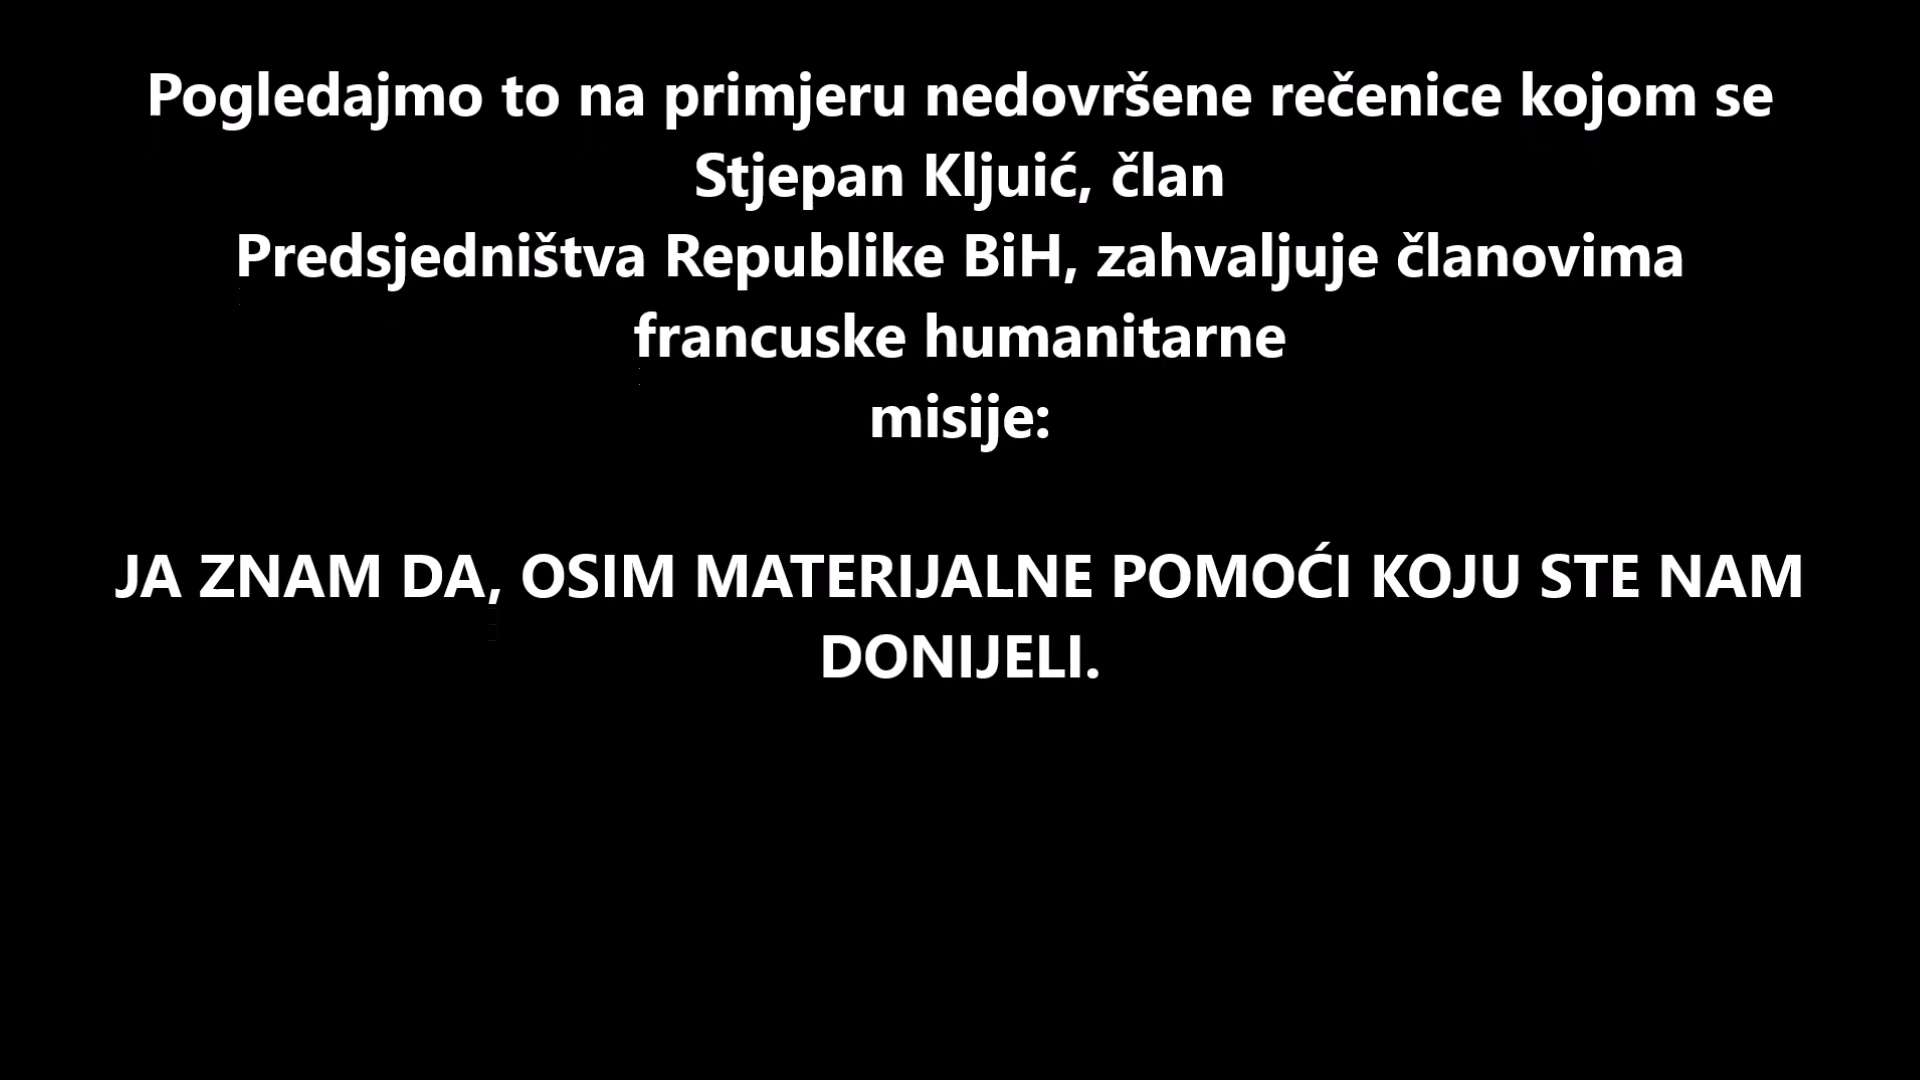 Pogledajmo to na primjeru nedovršene rečenice kojom se
Stjepan Kljuić, član
Predsjedništva Republike BiH, zahvaljuje članovima
francuske humanitarne
misije:
JA ZNAM DA, OSIM MATERIJALNE POMOĆI KOJU STE NAM
DONIJELI.